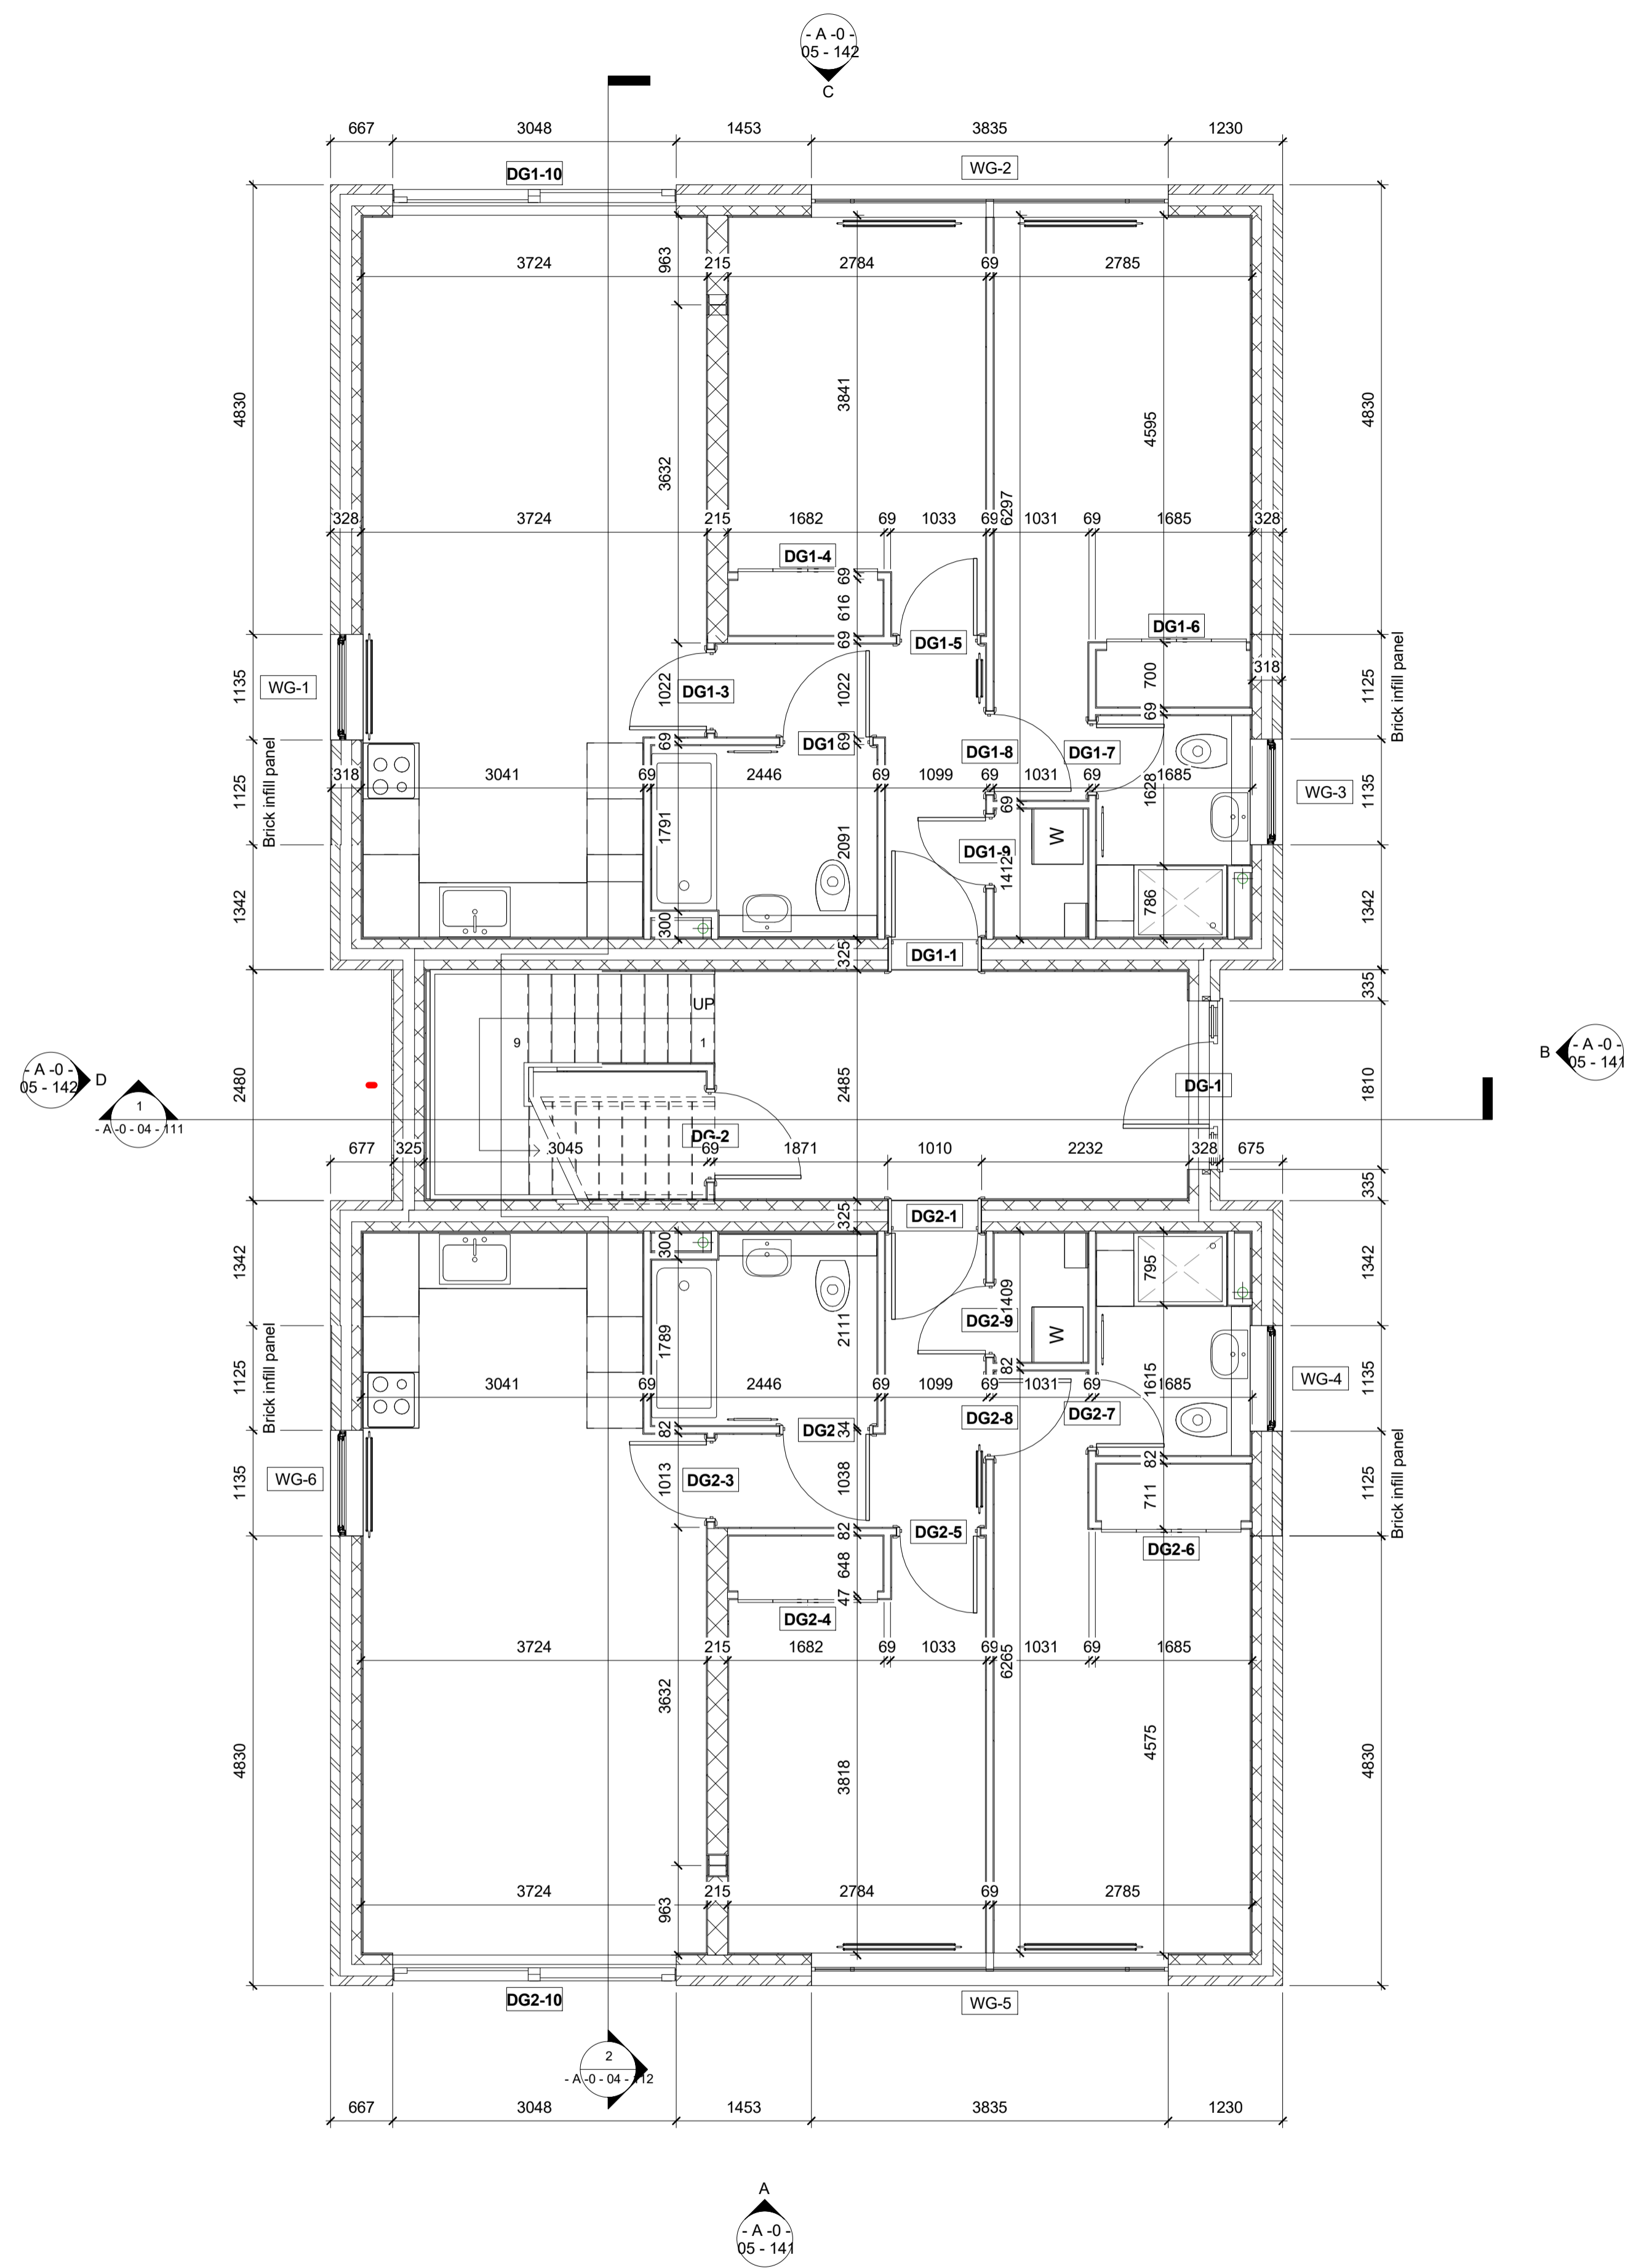 - A -0 -
05 - 142
C
667
3048
1453
3835
1230
DG1-10
WG-2
3724
963
215
2784
69
2785
4830
3841
4595
4830
3632
6297
328
3724
215
1682
69
1033
69
1031
69
1685
328
DG1-4
69
616
69
DG1-5
DG1-6
318
700
69
1135
WG-1
1022
DG1-3
1022
1125
Brick infill panel
69
DG1
69
DG1-8
DG1-7
318
3041
69
2446
69
1099
69
1031
69
1685
1628
WG-3
1135
1125
Brick infill panel
1791
2091
69
W
DG1-9
1412
1342
300
786
1342
325
DG1-1
335
UP
9
1
- A -0 -
05 - 142
D
1
- A -0 - 04 - 111
2480
2485
DG-1
1810
B
- A -0 -
05 - 141
DG-2
677
325
3045
69
1871
1010
2232
328
675
335
325
DG2-1
1342
300
795
1342
1409
DG2-9
1789
2111
W
82
1125
Brick infill panel
3041
69
2446
69
1099
69
1031
69
1685
1615
WG-4
1135
DG2-8
DG2-7
82
DG2
34
82
WG-6
1135
1013
DG2-3
1038
711
1125
Brick infill panel
82
DG2-5
DG2-6
648
47
DG2-4
3724
215
1682
69
1033
69
1031
69
1685
6265
3632
4830
3818
4575
4830
3724
963
215
2784
69
2785
DG2-10
WG-5
2
- A -0 - 04 - 112
667
3048
1453
3835
1230
A
- A -0 -
05 - 141